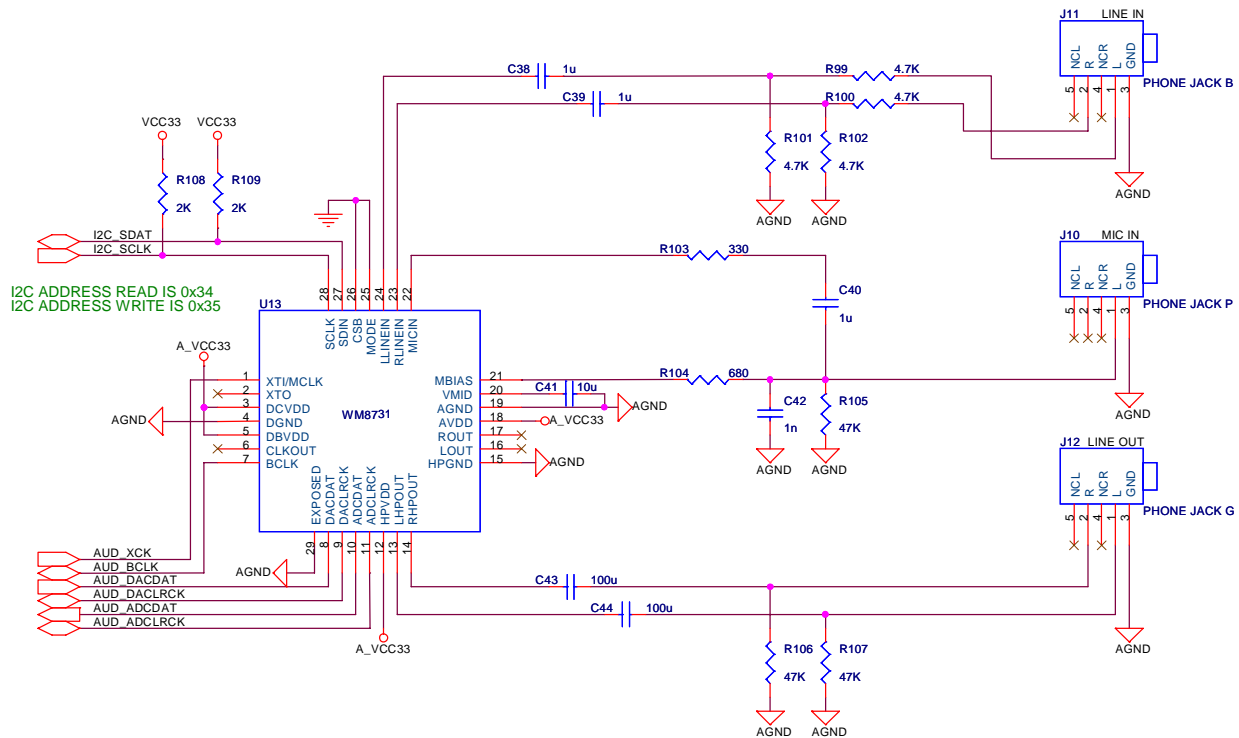 J11 LINE IN
NCL R NCR L GND
5 2 4 1 3
PHONE JACK B
AGND
C38 1u
C39 1u
R99 4.7K
R100 4.7K
R101 4.7K
R102 4.7K
AGND AGND
VCC33 VCC33
R108 2K
R109 2K
I2C_SDAT
I2C_SCLK
I2C ADDRESS READ IS 0x34
I2C ADDRESS WRITE IS 0x35
R103 330
C40 1u
J10 MIC IN
NCL R NCR L GND
5 2 4 1 3
PHONE JACK P
AGND
U13
28 27 26 25 24 23 22
SCLK SDIN CSB MODE LLINEIN RLINEIN MICIN
A_VCC33
1 XTI/MCLK
2 XTO
3 DCVDD
4 DGND
5 DBVDD
6 CLKOUT
7 BCLK
AGND
WM8731
MBIAS 21
VMID 20
AGND 19
AVDD 18
ROUT 17
LOUT 16
HPGND 15
R104 680
C41 10u
AGND
A_VCC33
AGND
C42 1n
R105 47K
AGND AGND
EXPOSED DACDAT DACLRCK ADCDAT ADCLRCK HPVDD LHPOUT RHPOUT
29 8 9 10 11 12 13 14
AGND
A_VCC33
AUD_XCK
AUD_BCLK
AUD_DACDAT
AUD_DACLRCK
AUD_ADCDAT
AUD_ADCLRCK
J12 LINE OUT
NCL R NCR L GND
5 2 4 1 3
PHONE JACK G
AGND
C43 100u
C44 100u
R106 47K
R107 47K
AGND AGND